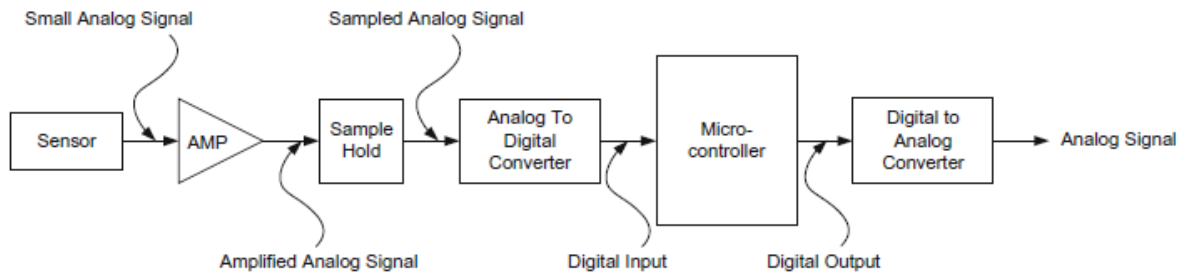 Small Analog Signal
Sampled Analog Signal
Sensor
AMP
Sample
Hold
Analog To
Digital
Converter
Micro-
controller
Digital to
Analog
Converter
Analog Signal
Amplified Analog Signal
Digital Input
Digital Output